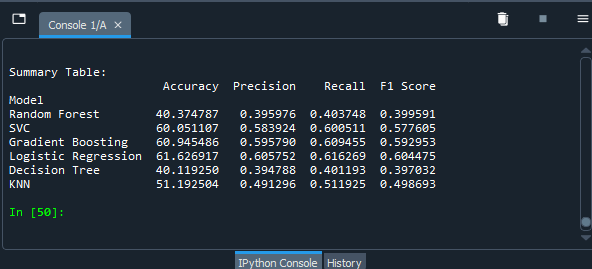 Console 1/A ×
Summary Table:
Accuracy Precision Recall F1 Score
Model
Random Forest 40.374787 0.395976 0.403748 0.399591
SVC 60.051107 0.583924 0.600511 0.577605
Gradient Boosting 60.945486 0.595790 0.609455 0.592953
Logistic Regression 61.626917 0.605752 0.616269 0.604475
Decision Tree 40.119250 0.394788 0.401193 0.397032
KNN 51.192504 0.491296 0.511925 0.498693
In [50]:
IPython Console History